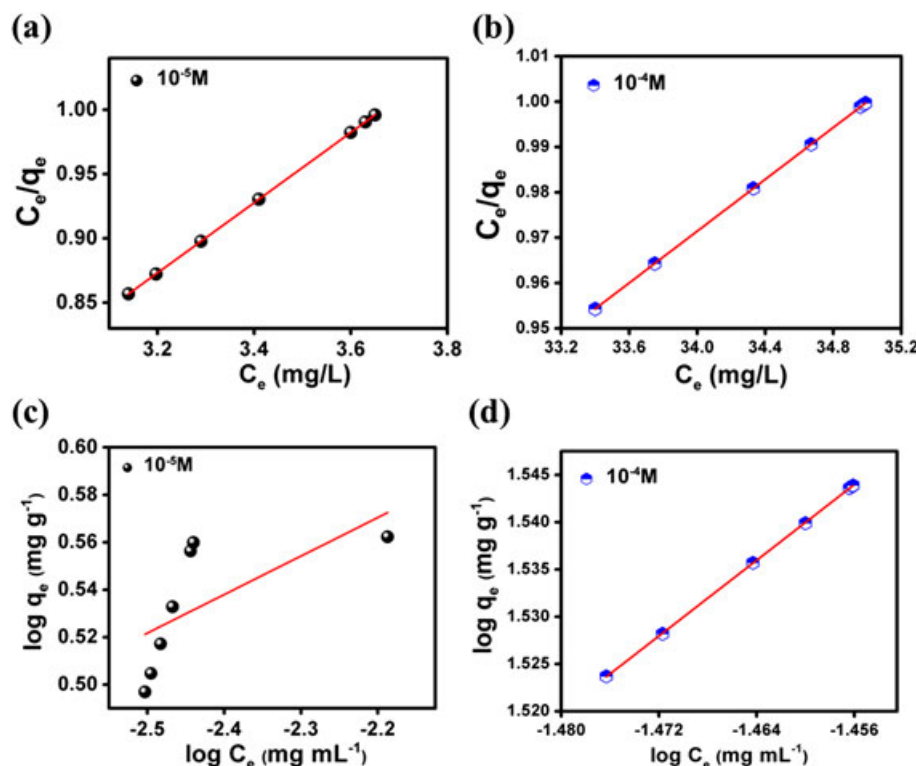 (a)
10⁻⁵M
Cₑ/qₑ
1.00
0.95
0.90
0.85
3.2
3.4
3.6
3.8
Cₑ (mg/L)
(b)
10⁻⁴M
Cₑ/qₑ
1.01
1.00
0.99
0.98
0.97
0.96
0.95
33.2
33.6
34.0
34.4
34.8
35.2
Cₑ (mg/L)
(c)
10⁻⁵M
log qₑ (mg g⁻¹)
0.60
0.58
0.56
0.54
0.52
0.50
-2.5
-2.4
-2.3
-2.2
log Cₑ (mg mL⁻¹)
(d)
10⁻⁴M
log qₑ (mg g⁻¹)
1.545
1.540
1.535
1.530
1.525
1.520
-1.480
-1.472
-1.464
-1.456
log Cₑ (mg mL⁻¹)